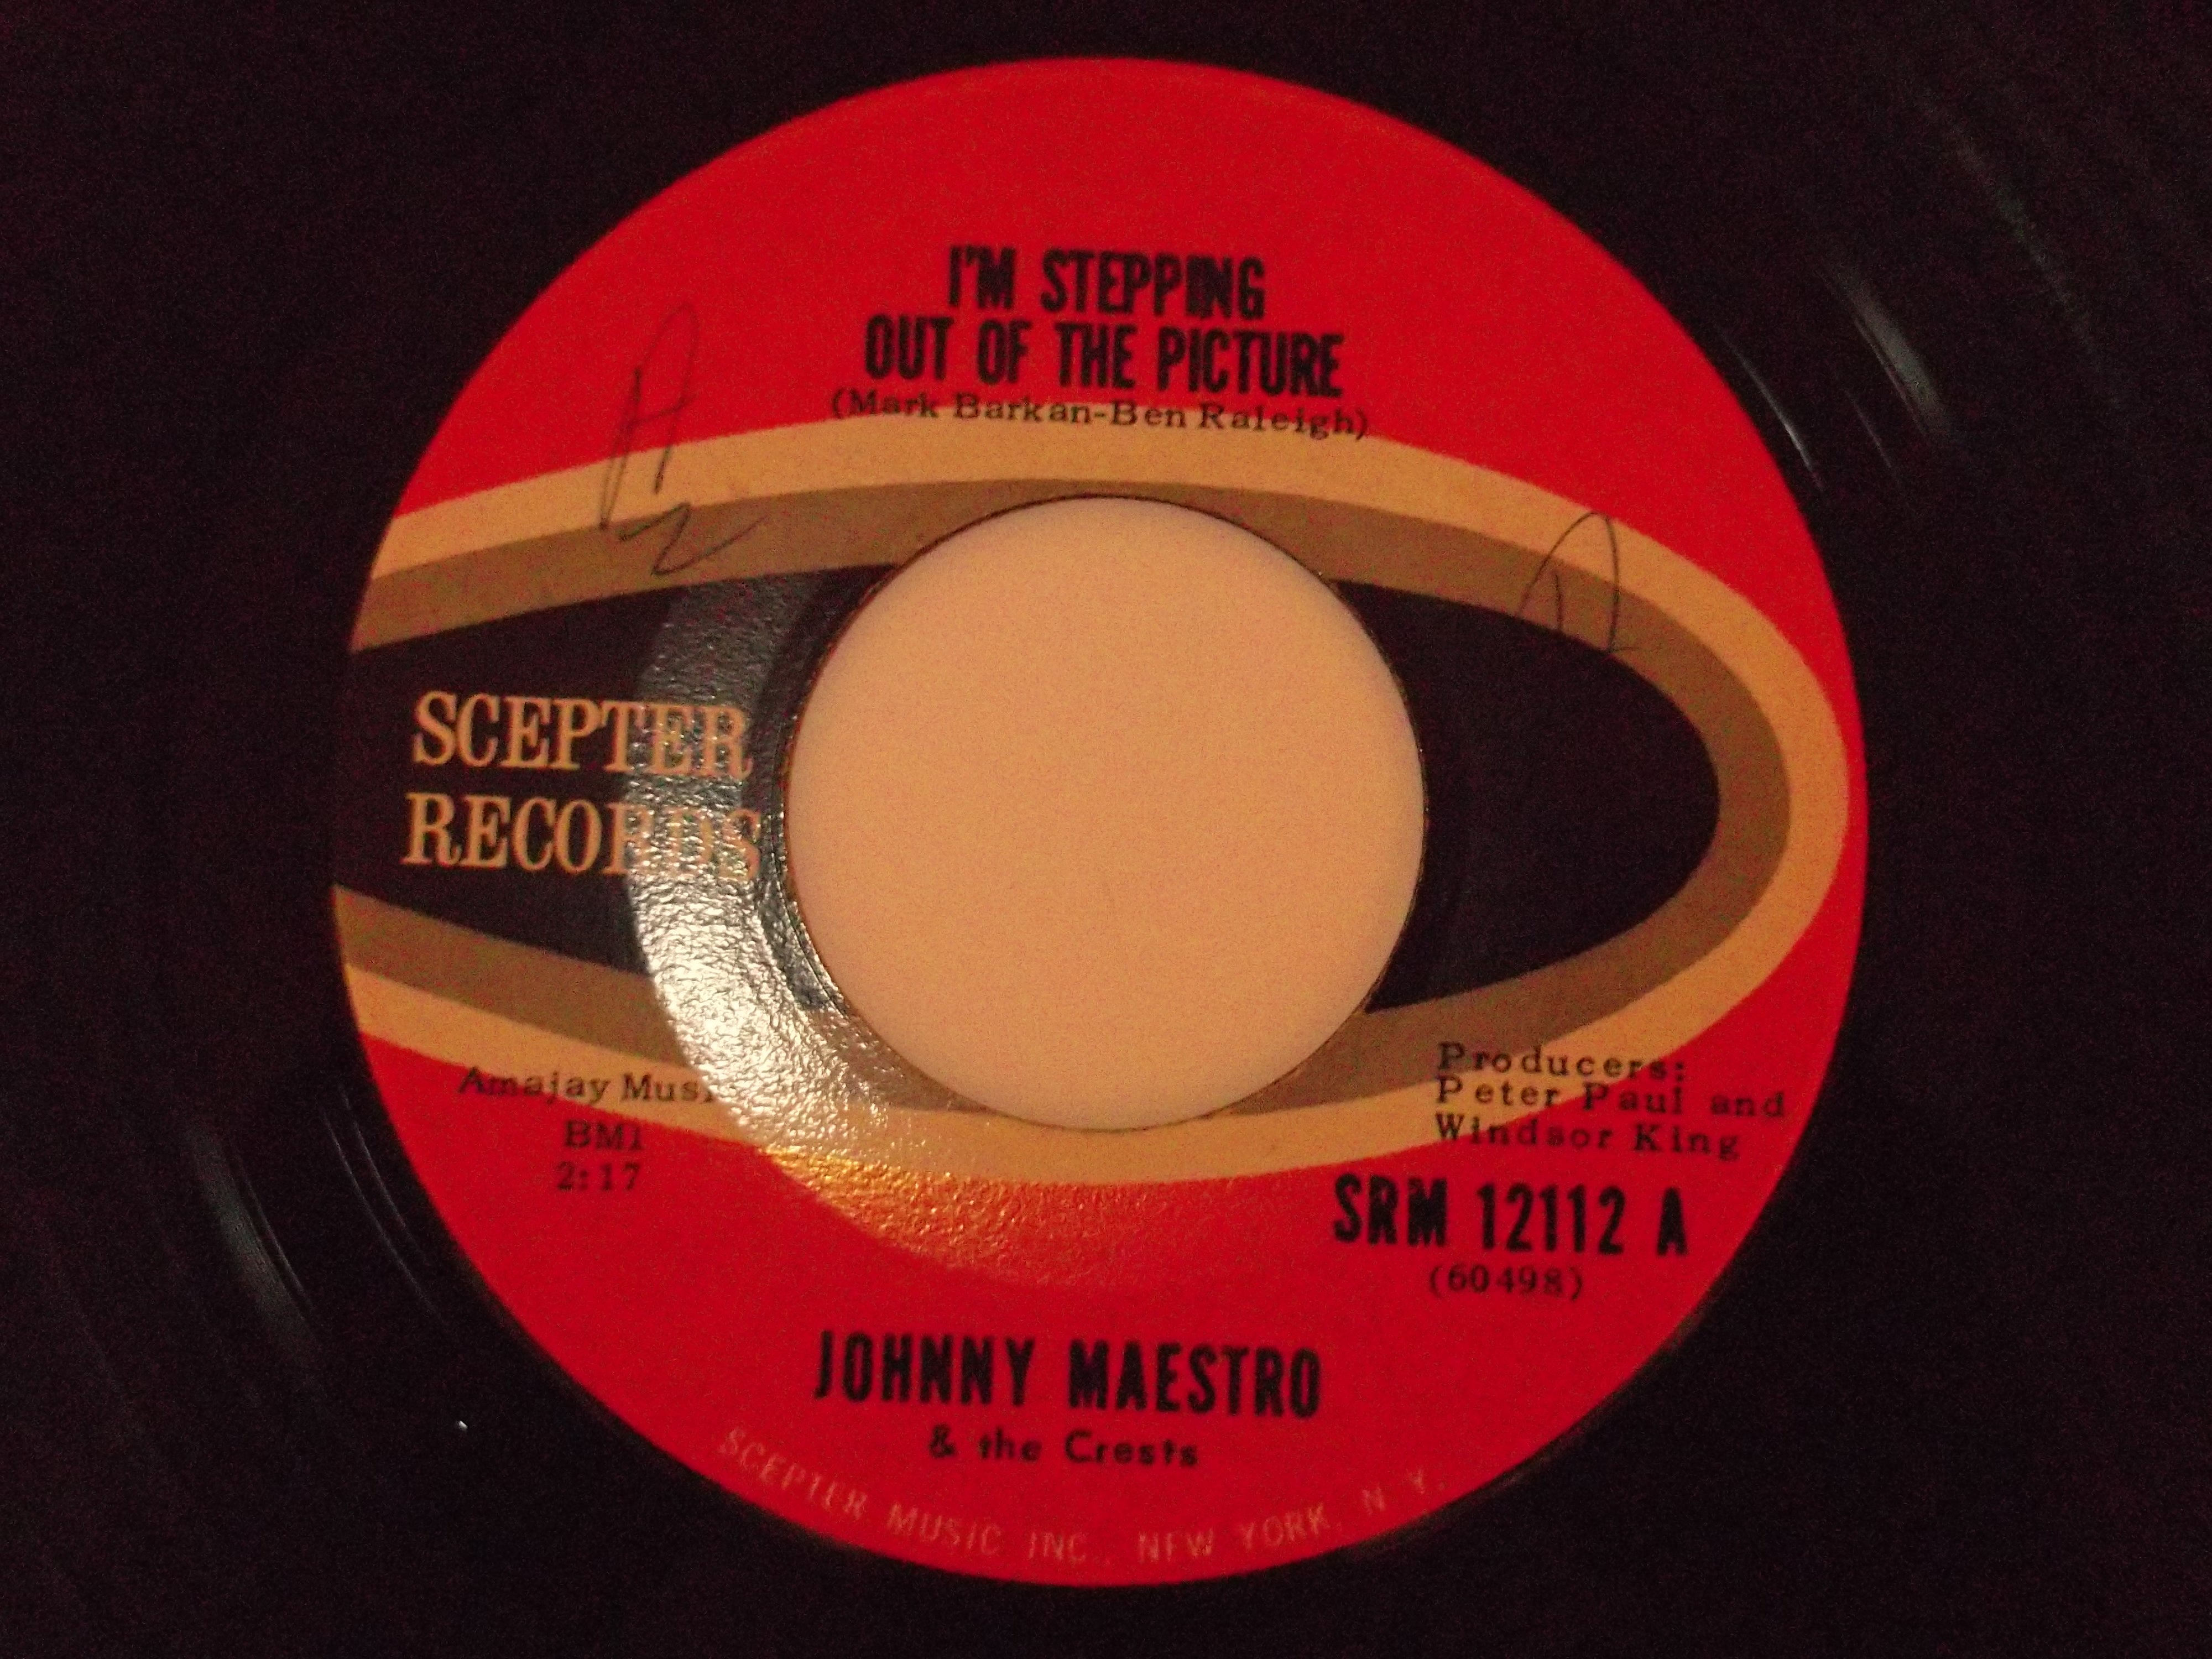 I'M STEPPING
OUT OF THE PICTURE
(Mark Barkan-Ben Raleigh)
SCEPTER
RECORDS
Amajay
BMI
2:17
Producers:
Peter Paul and
Windsor King
SRM 12112 A
(60498)
JOHNNY MAESTRO
& the Crests
SCEPTER MUSIC INC., NEW YORK, N.Y.